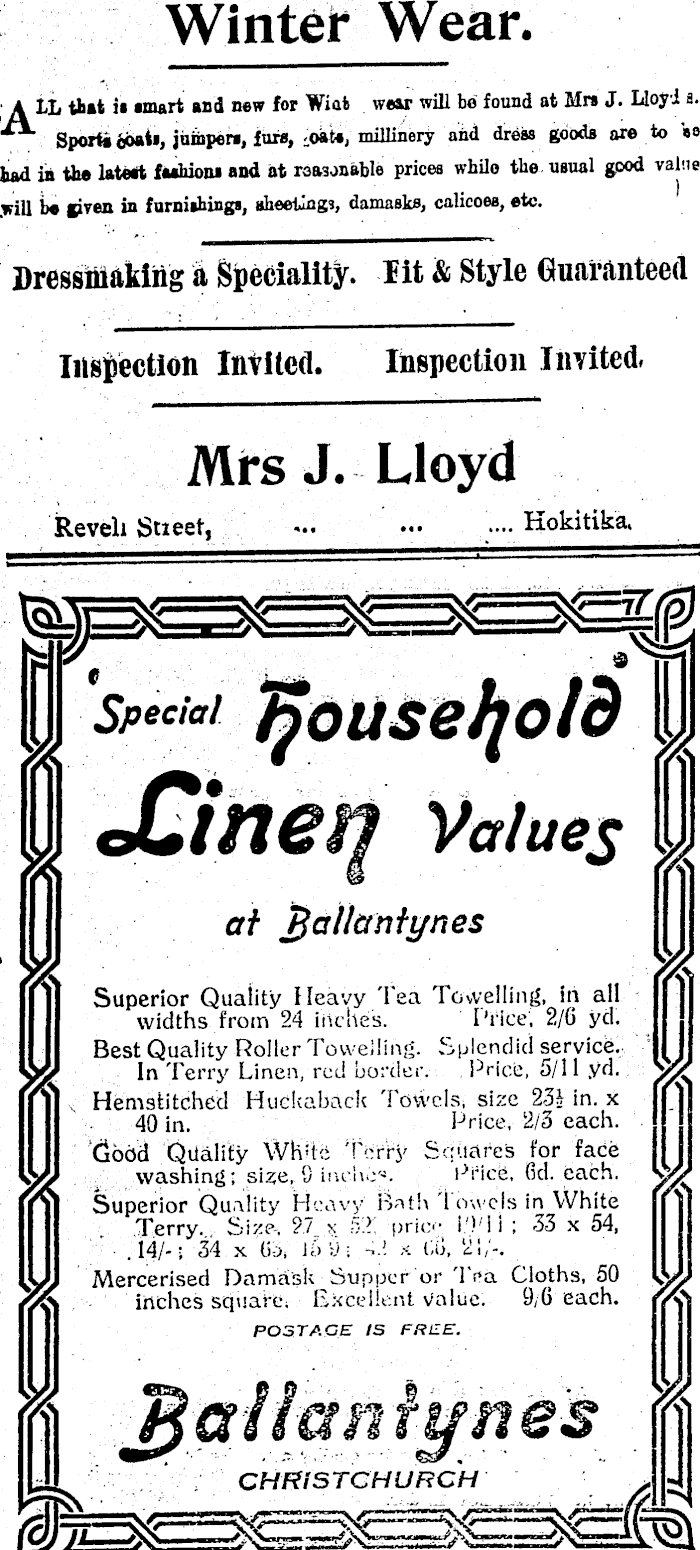 Winter Wear.
ALL that is smart and new for wear will be found at Mrs J. Lloyd's.
Sports coats, jumpers, furs, coats, millinery and dress goods are to be
had in the latest fashions and at reasonable prices while the usual good value
will be given in furnishings, sheetings, damasks, calicoes, etc.
Dressmaking a Speciality. Fit & Style Guaranteed
Inspection Invited. Inspection Invited.
Mrs J. Lloyd
Revell Street, ... ... .... Hokitika.
"Special Household"
Linen Values
at Ballantynes
Superior Quality Heavy Tea Towelling, in all
widths from 24 inches. Price, 2/6 yd.
Best Quality Roller Towelling. Splendid service.
In Terry Linen, red border. Price, 5/11 yd.
Hemstitched Huckaback Towels, size 23½ in. x
40 in. Price, 2/3 each.
Good Quality White Terry Squares for face
washing; size, 9 inches. Price, 6d. each.
Superior Quality Heavy Bath Towels in White
Terry. Size, 27 x 52, price ; 33 x 54,
14/-; 34 x 65, x 66, 21/-.
Mercerised Damask Supper or Tea Cloths, 50
inches square. Excellent value. 9/6 each.
POSTAGE IS FREE.
Ballantynes
CHRISTCHURCH